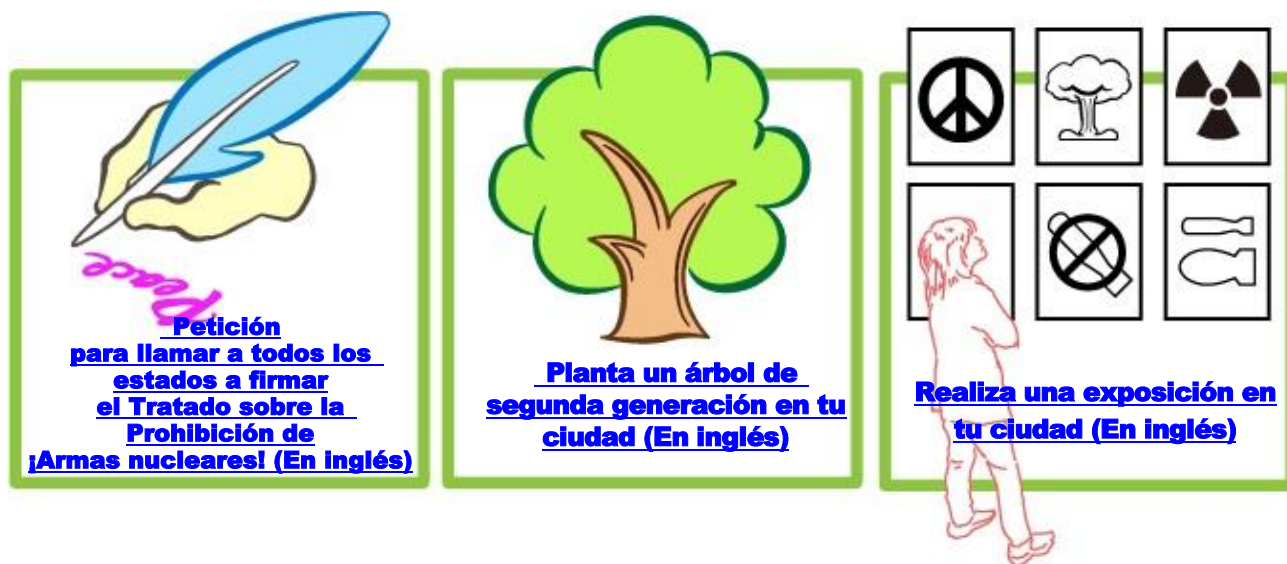 Peace
Petición
para llamar a todos los
estados a firmar
el Tratado sobre la
Prohibición de
¡Armas nucleares! (En inglés)
Planta un árbol de
segunda generación en tu
ciudad (En inglés)
Realiza una exposición en
tu ciudad (En inglés)